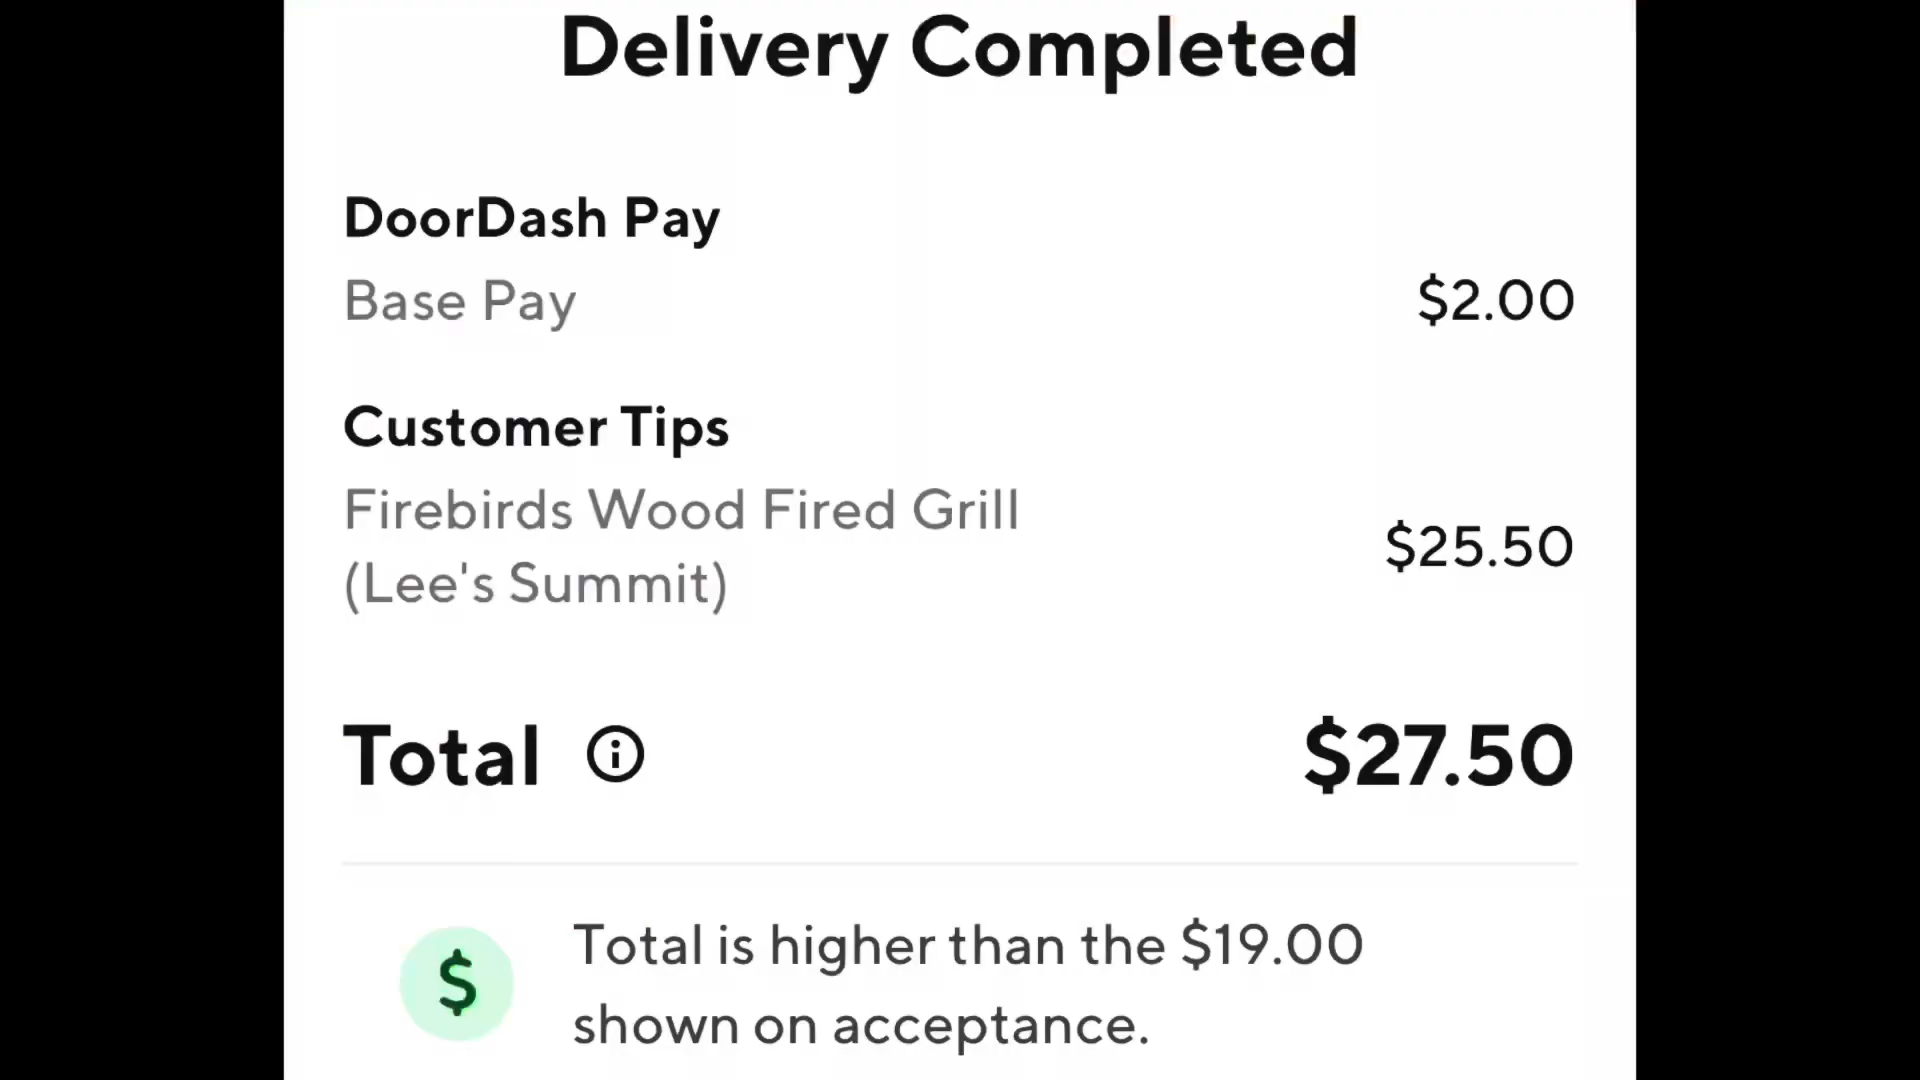 Delivery Completed
DoorDash Pay
Base Pay $2.00
Customer Tips
Firebirds Wood Fired Grill
(Lee's Summit) $25.50
Total $27.50
$ Total is higher than the $19.00
shown on acceptance.